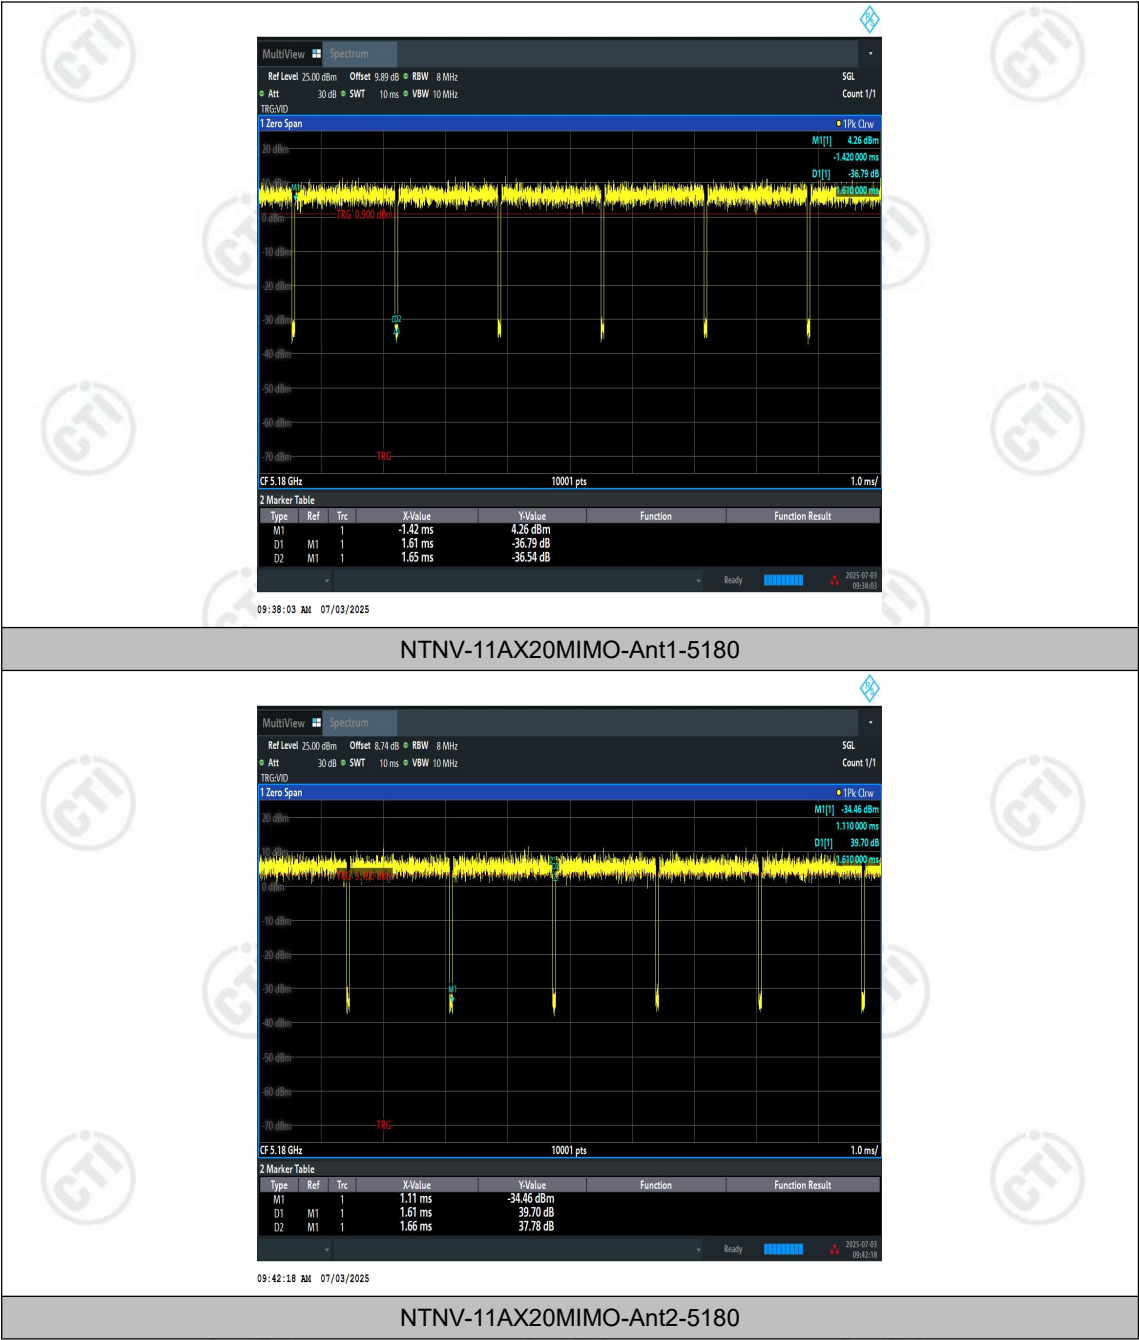 MultiView Spectrum
Ref Level 25.00 dBm Offset 9.89 dB RBW 8 MHz SGL
Att 30 dB SWT 10 ms VBW 10 MHz Count 1/1
TRG:VID
1 Zero Span 1Pk Clrw
M1[1] 4.26 dBm
20 dBm
-1.420 000 ms
D1[1] -36.79 dB
M1 1.610 000 ms
TRG 0.900 dBm
0 dBm
-10 dBm
-20 dBm
-30 dBm D2
-40 dBm
-50 dBm
-60 dBm
-70 dBm TRG
CF 5.18 GHz 10001 pts 1.0 ms/
2 Marker Table
Type Ref Trc X-Value Y-Value Function Function Result
M1 1 -1.42 ms 4.26 dBm
D1 M1 1 1.61 ms -36.79 dB
D2 M1 1 1.65 ms -36.54 dB
Ready 2025-07-03
09:38:03
09:38:03 AM 07/03/2025
NTNV-11AX20MIMO-Ant1-5180
MultiView Spectrum
Ref Level 25.00 dBm Offset 8.74 dB RBW 8 MHz SGL
Att 30 dB SWT 10 ms VBW 10 MHz Count 1/1
TRG:VID
1 Zero Span 1Pk Clrw
M1[1] -34.46 dBm
20 dBm
1.110 000 ms
D1[1] 39.70 dB
1.610 000 ms
0 dBm
-10 dBm
-20 dBm
-30 dBm M1
-40 dBm
-50 dBm
-60 dBm
-70 dBm TRG
CF 5.18 GHz 10001 pts 1.0 ms/
2 Marker Table
Type Ref Trc X-Value Y-Value Function Function Result
M1 1 1.11 ms -34.46 dBm
D1 M1 1 1.61 ms 39.70 dB
D2 M1 1 1.66 ms 37.78 dB
Ready 2025-07-03
09:42:18
09:42:18 AM 07/03/2025
NTNV-11AX20MIMO-Ant2-5180